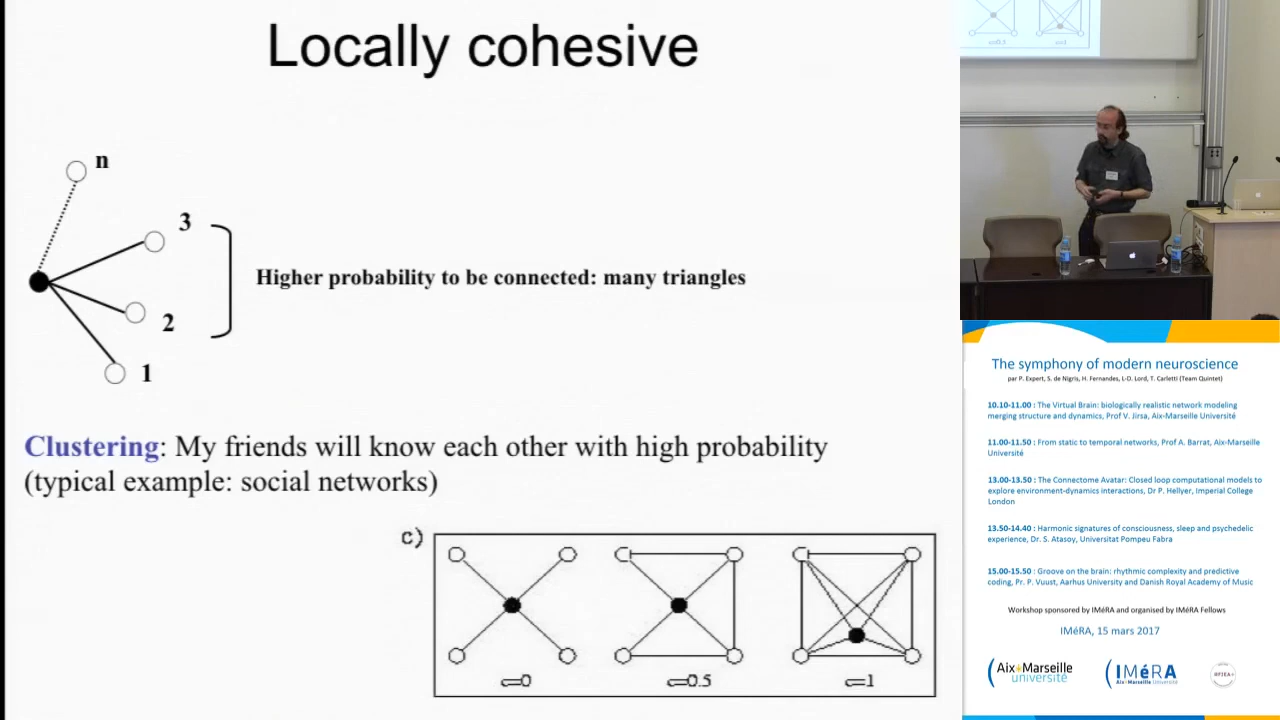 Locally cohesive
n
3
2
1
Higher probability to be connected: many triangles
Clustering: My friends will know each other with high probability
(typical example: social networks)
c)
c=0
c=0.5
c=1
c=0.5
c=1
The symphony of modern neuroscience
par P. Expert, S. de Nigris, H. Fernandes, L-D. Lord, T. Carletti (Team Quintet)
10.10-11.00 : The Virtual Brain: biologically realistic network modeling
merging structure and dynamics, Prof V. Jirsa, Aix-Marseille Université
11.00-11.50 : From static to temporal networks, Prof A. Barrat, Aix-Marseille
Université
13.00-13.50 : The Connectome Avatar: Closed loop computational models to
explore environment-dynamics interactions, Dr P. Hellyer, Imperial College
London
13.50-14.40 : Harmonic signatures of consciousness, sleep and psychedelic
experience, Dr. S. Atasoy, Universitat Pompeu Fabra
15.00-15.50 : Groove on the brain: rhythmic complexity and predictive
coding, Pr. P. Vuust, Aarhus University and Danish Royal Academy of Music
Workshop sponsored by IMéRA and organised by IMéRA Fellows
IMéRA, 15 mars 2017
Aix Marseille
université
IMéRA
Aix-Marseille Université